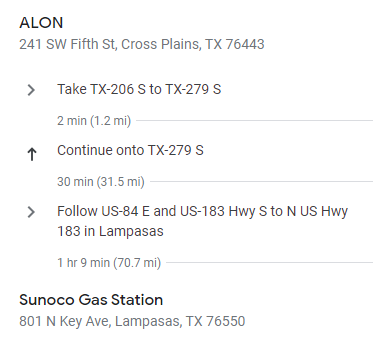 ALON
241 SW Fifth St, Cross Plains, TX 76443
Take TX-206 S to TX-279 S
2 min (1.2 mi)
Continue onto TX-279 S
30 min (31.5 mi)
Follow US-84 E and US-183 Hwy S to N US Hwy
183 in Lampasas
1 hr 9 min (70.7 mi)
Sunoco Gas Station
801 N Key Ave, Lampasas, TX 76550